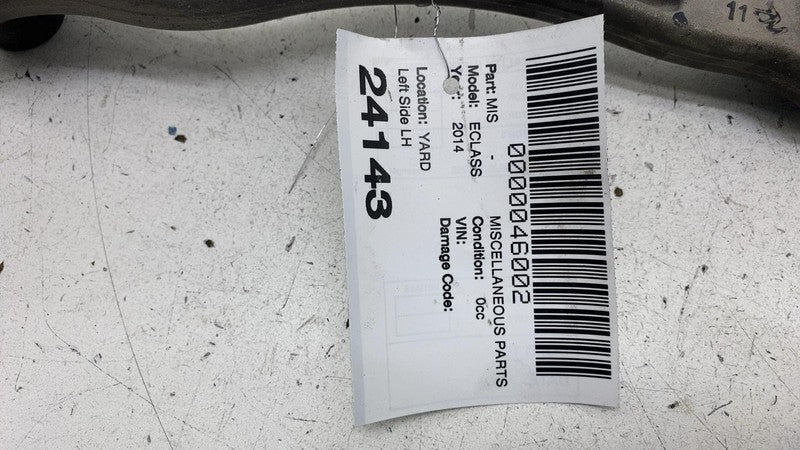 0000046002
Part: MIS - MISCELLANEOUS PARTS
Model: ECLASS Condition: 0cc
2014 VIN:
Damage Code:
Location: YARD
Left Side LH
24143
11